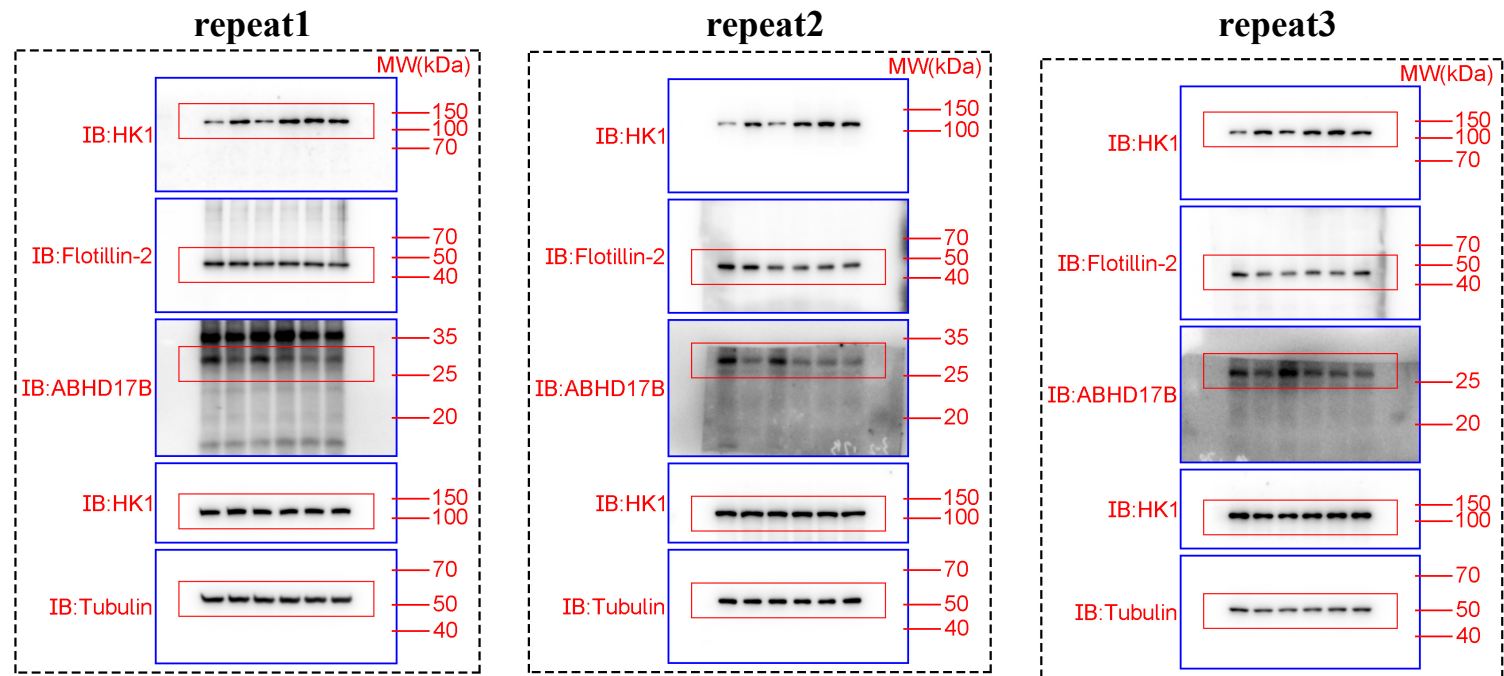 repeat1
MW(kDa)
IB:HK1
150
100
70
IB:Flotillin-2
70
50
40
IB:ABHD17B
35
25
20
IB:HK1
150
100
IB:Tubulin
70
50
40
repeat2
MW(kDa)
IB:HK1
150
100
IB:Flotillin-2
70
50
40
IB:ABHD17B
35
25
20
IB:HK1
150
100
IB:Tubulin
70
50
40
repeat3
MW(kDa)
IB:HK1
150
100
70
IB:Flotillin-2
70
50
40
IB:ABHD17B
25
20
IB:HK1
150
100
IB:Tubulin
70
50
40